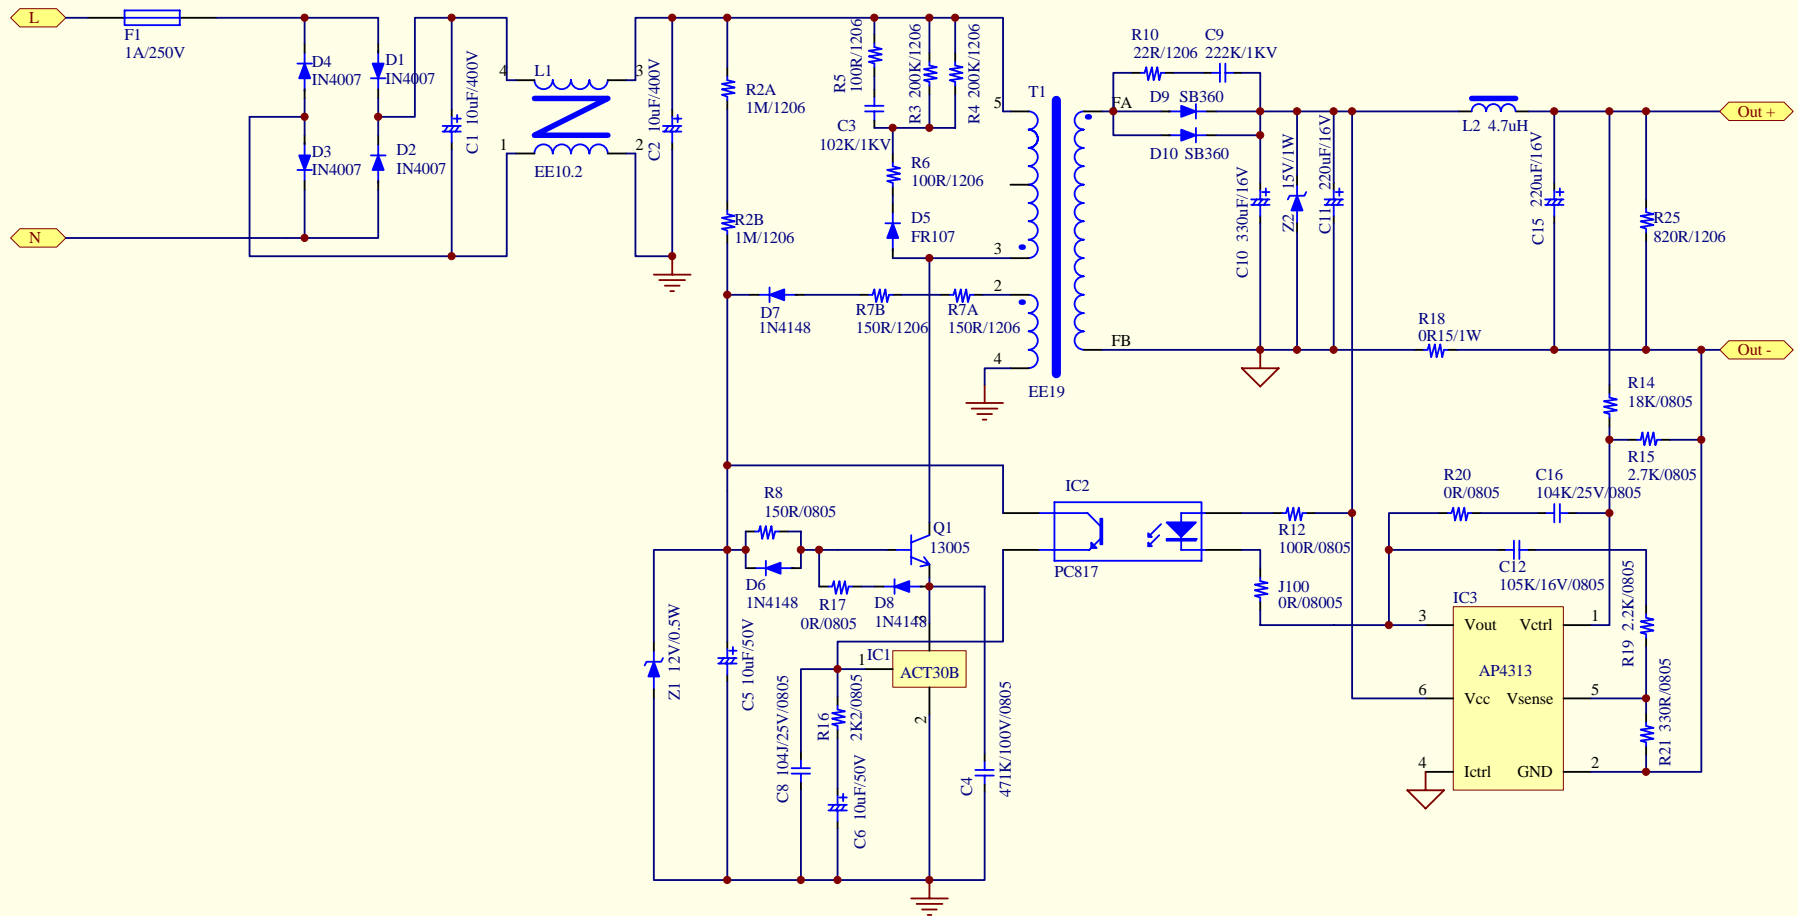 L
F1
1A/250V
D4
IN4007
D1
IN4007
D3
IN4007
D2
IN4007
N
C1 10uF/400V
4
L1
3
1
2
EE10.2
C2 10uF/400V
R2A
1M/1206
R2B
1M/1206
R5
100R/1206
R3 200K/1206
R4 200K/1206
C3
102K/1KV
R6
100R/1206
D5
FR107
D7
1N4148
R7B
150R/1206
R7A
150R/1206
T1
5
3
2
4
EE19
FA
FB
R10
22R/1206
C9
222K/1KV
D9 SB360
D10 SB360
C10 330uF/16V
Z2 15V/1W
C11 220uF/16V
L2 4.7uH
C15 220uF/16V
R25
820R/1206
Out +
R18
0R15/1W
Out -
R14
18K/0805
R15
2.7K/0805
R20
0R/0805
C16
104K/25V/0805
C12
105K/16V/0805
R19 2.2K/0805
R21 330R/0805
IC2
PC817
R12
100R/0805
J100
0R/08005
IC3
3
Vout
Vctrl
1
AP4313
6
Vcc
Vsense
5
4
Ictrl
GND
2
R8
150R/0805
D6
1N4148
Q1
13005
R17
0R/0805
D8
1N4148
3
Z1 12V/0.5W
C5 10uF/50V
1
IC1
ACT30B
2
C8 104J/25V/0805
R16 2K2/0805
C6 10uF/50V
C4
471K/100V/0805